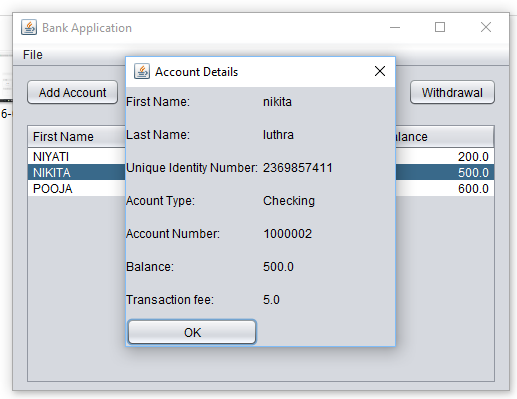 Bank Application
File
Account Details
Add Account
Withdrawal
First Name
First Name: nikita
Last Name: luthra
NIYATI 200.0
Unique Identity Number: 2369857411
NIKITA 500.0
POOJA 600.0
Acount Type: Checking
Account Number: 1000002
Balance: 500.0
Transaction fee: 5.0
OK